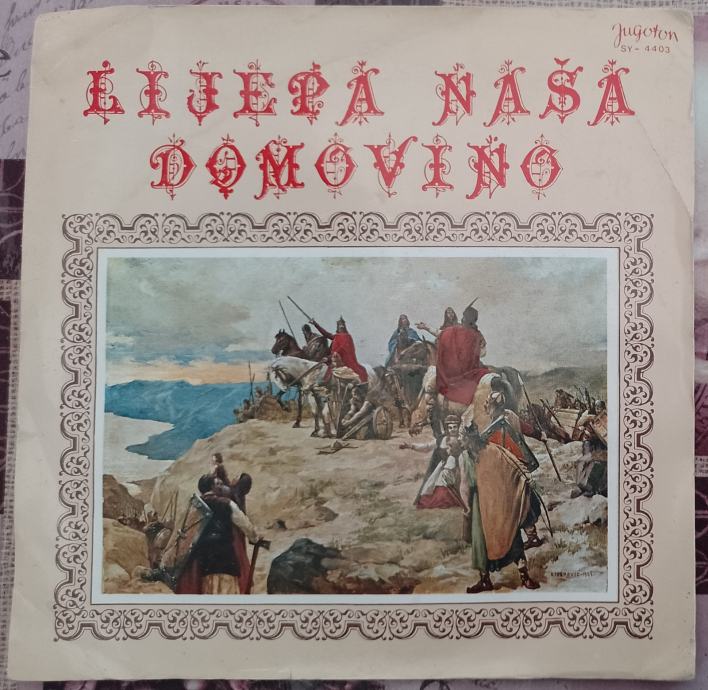 Jugoton
SY - 4403
LIJEPA NAŠA
DOMOVINO